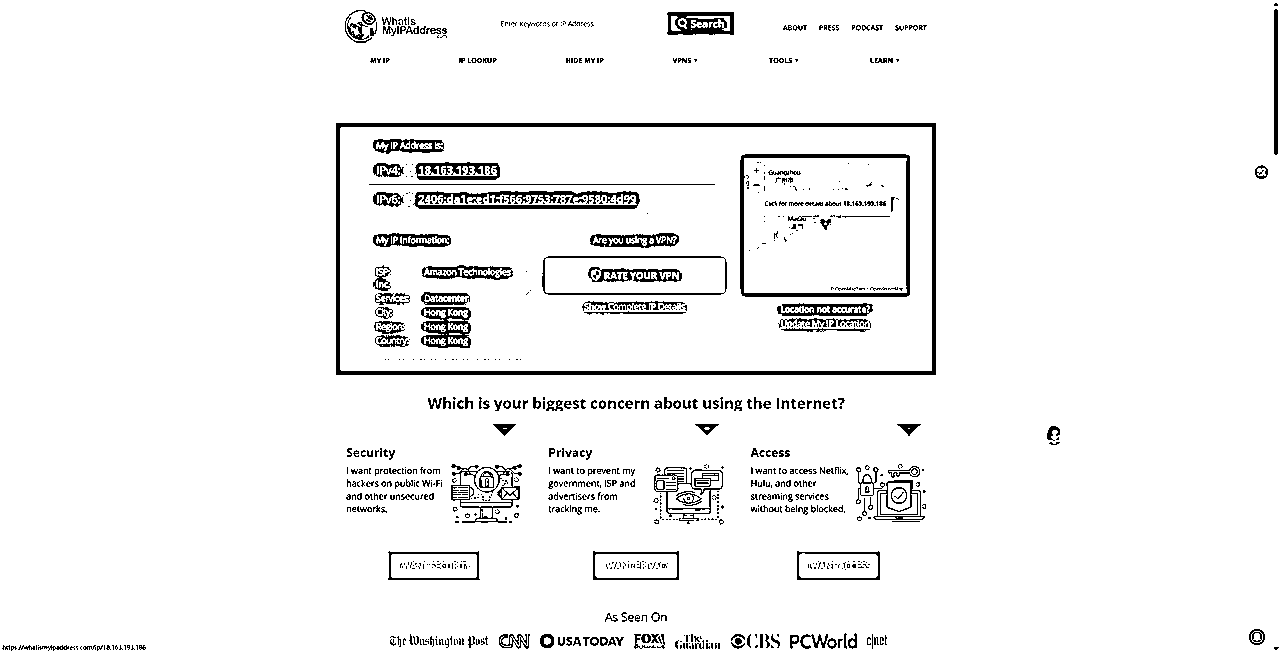 WhatIs
MyIPAddress
Enter Keywords or IP Address
Search
ABOUT PRESS PODCAST SUPPORT
MY IP IP LOOKUP HIDE MY IP VPNS TOOLS LEARN
My IP Address is:
IPv4: 18.163.193.186
IPv6: 2406:da1e:ed1:f566:9753:787e:9580:4d99
My IP Information:
ISP: Amazon Technologies
Inc.
Services: Datacenter
City: Hong Kong
Region: Hong Kong
Country: Hong Kong
Are you using a VPN?
RATE YOUR VPN
Show Complete IP Details
+
Guangzhou
广州市
Click for more details about 18.163.193.186
Macau
Location not accurate?
Update My IP Location
Which is your biggest concern about using the Internet?
Security
I want protection from
hackers on public Wi-Fi
and other unsecured
networks.
Privacy
I want to prevent my
government, ISP and
advertisers from
tracking me.
Access
I want to access Netflix,
Hulu, and other
streaming services
without being blocked.
As Seen On
The Washington Post CNN USA TODAY FOX The Guardian CBS PCWorld c|net
https://whatismyipaddress.com/ip/18.163.193.186